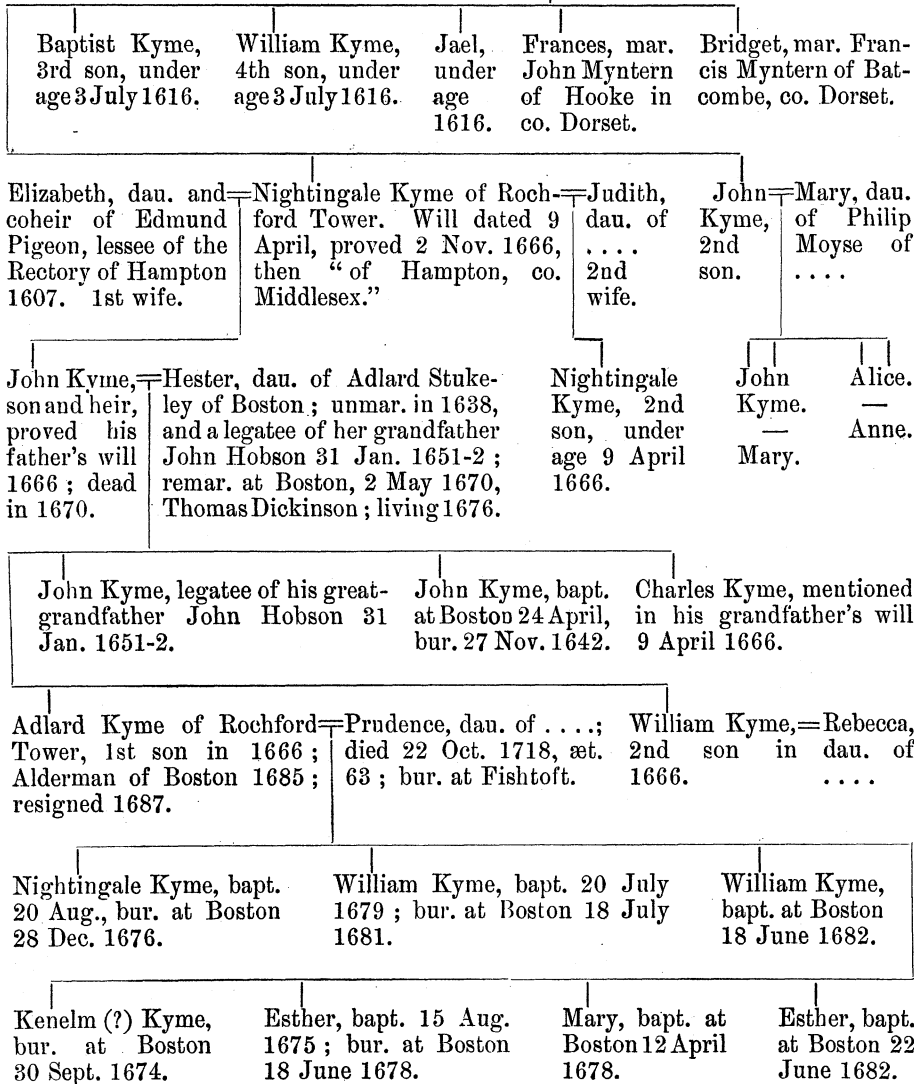 Baptist Kyme,
3rd son, under
age 3 July 1616.
William Kyme,
4th son, under
age 3 July 1616.
Jael,
under
age
1616.
Frances, mar.
John Myntern
of Hooke in
co. Dorset.
Bridget, mar. Fran-
cis Myntern of Bat-
combe, co. Dorset.
Elizabeth, dau. and
coheir of Edmund
Pigeon, lessee of the
Rectory of Hampton
1607. 1st wife.
Nightingale Kyme of Roch-
ford Tower. Will dated 9
April, proved 2 Nov. 1666,
then “of Hampton, co.
Middlesex.”
Judith,
dau. of
. . . .
2nd
wife.
John
Kyme,
2nd
son.
Mary, dau.
of Philip
Moyse of
. . . .
John Kyme,
son and heir,
proved his
father's will
1666 ; dead
in 1670.
Hester, dau. of Adlard Stuke-
ley of Boston ; unmar. in 1638,
and a legatee of her grandfather
John Hobson 31 Jan. 1651-2 ;
remar. at Boston, 2 May 1670,
Thomas Dickinson ; living 1676.
Nightingale
Kyme, 2nd
son, under
age 9 April
1666.
John
Kyme.
—
Mary.
Alice.
—
Anne.
John Kyme, legatee of his great-
grandfather John Hobson 31
Jan. 1651-2.
John Kyme, bapt.
at Boston 24 April,
bur. 27 Nov. 1642.
Charles Kyme, mentioned
in his grandfather's will
9 April 1666.
Adlard Kyme of Rochford
Tower, 1st son in 1666 ;
Alderman of Boston 1685 ;
resigned 1687.
Prudence, dau. of . . . . ;
died 22 Oct. 1718, æt.
63 ; bur. at Fishtoft.
William Kyme,
2nd son in
1666.
Rebecca,
dau. of
. . . .
Nightingale Kyme, bapt.
20 Aug., bur. at Boston
28 Dec. 1676.
William Kyme, bapt. 20 July
1679 ; bur. at Boston 18 July
1681.
William Kyme,
bapt. at Boston
18 June 1682.
Kenelm (?) Kyme,
bur. at Boston
30 Sept. 1674.
Esther, bapt. 15 Aug.
1675 ; bur. at Boston
18 June 1678.
Mary, bapt. at
Boston 12 April
1678.
Esther, bapt.
at Boston 22
June 1682.